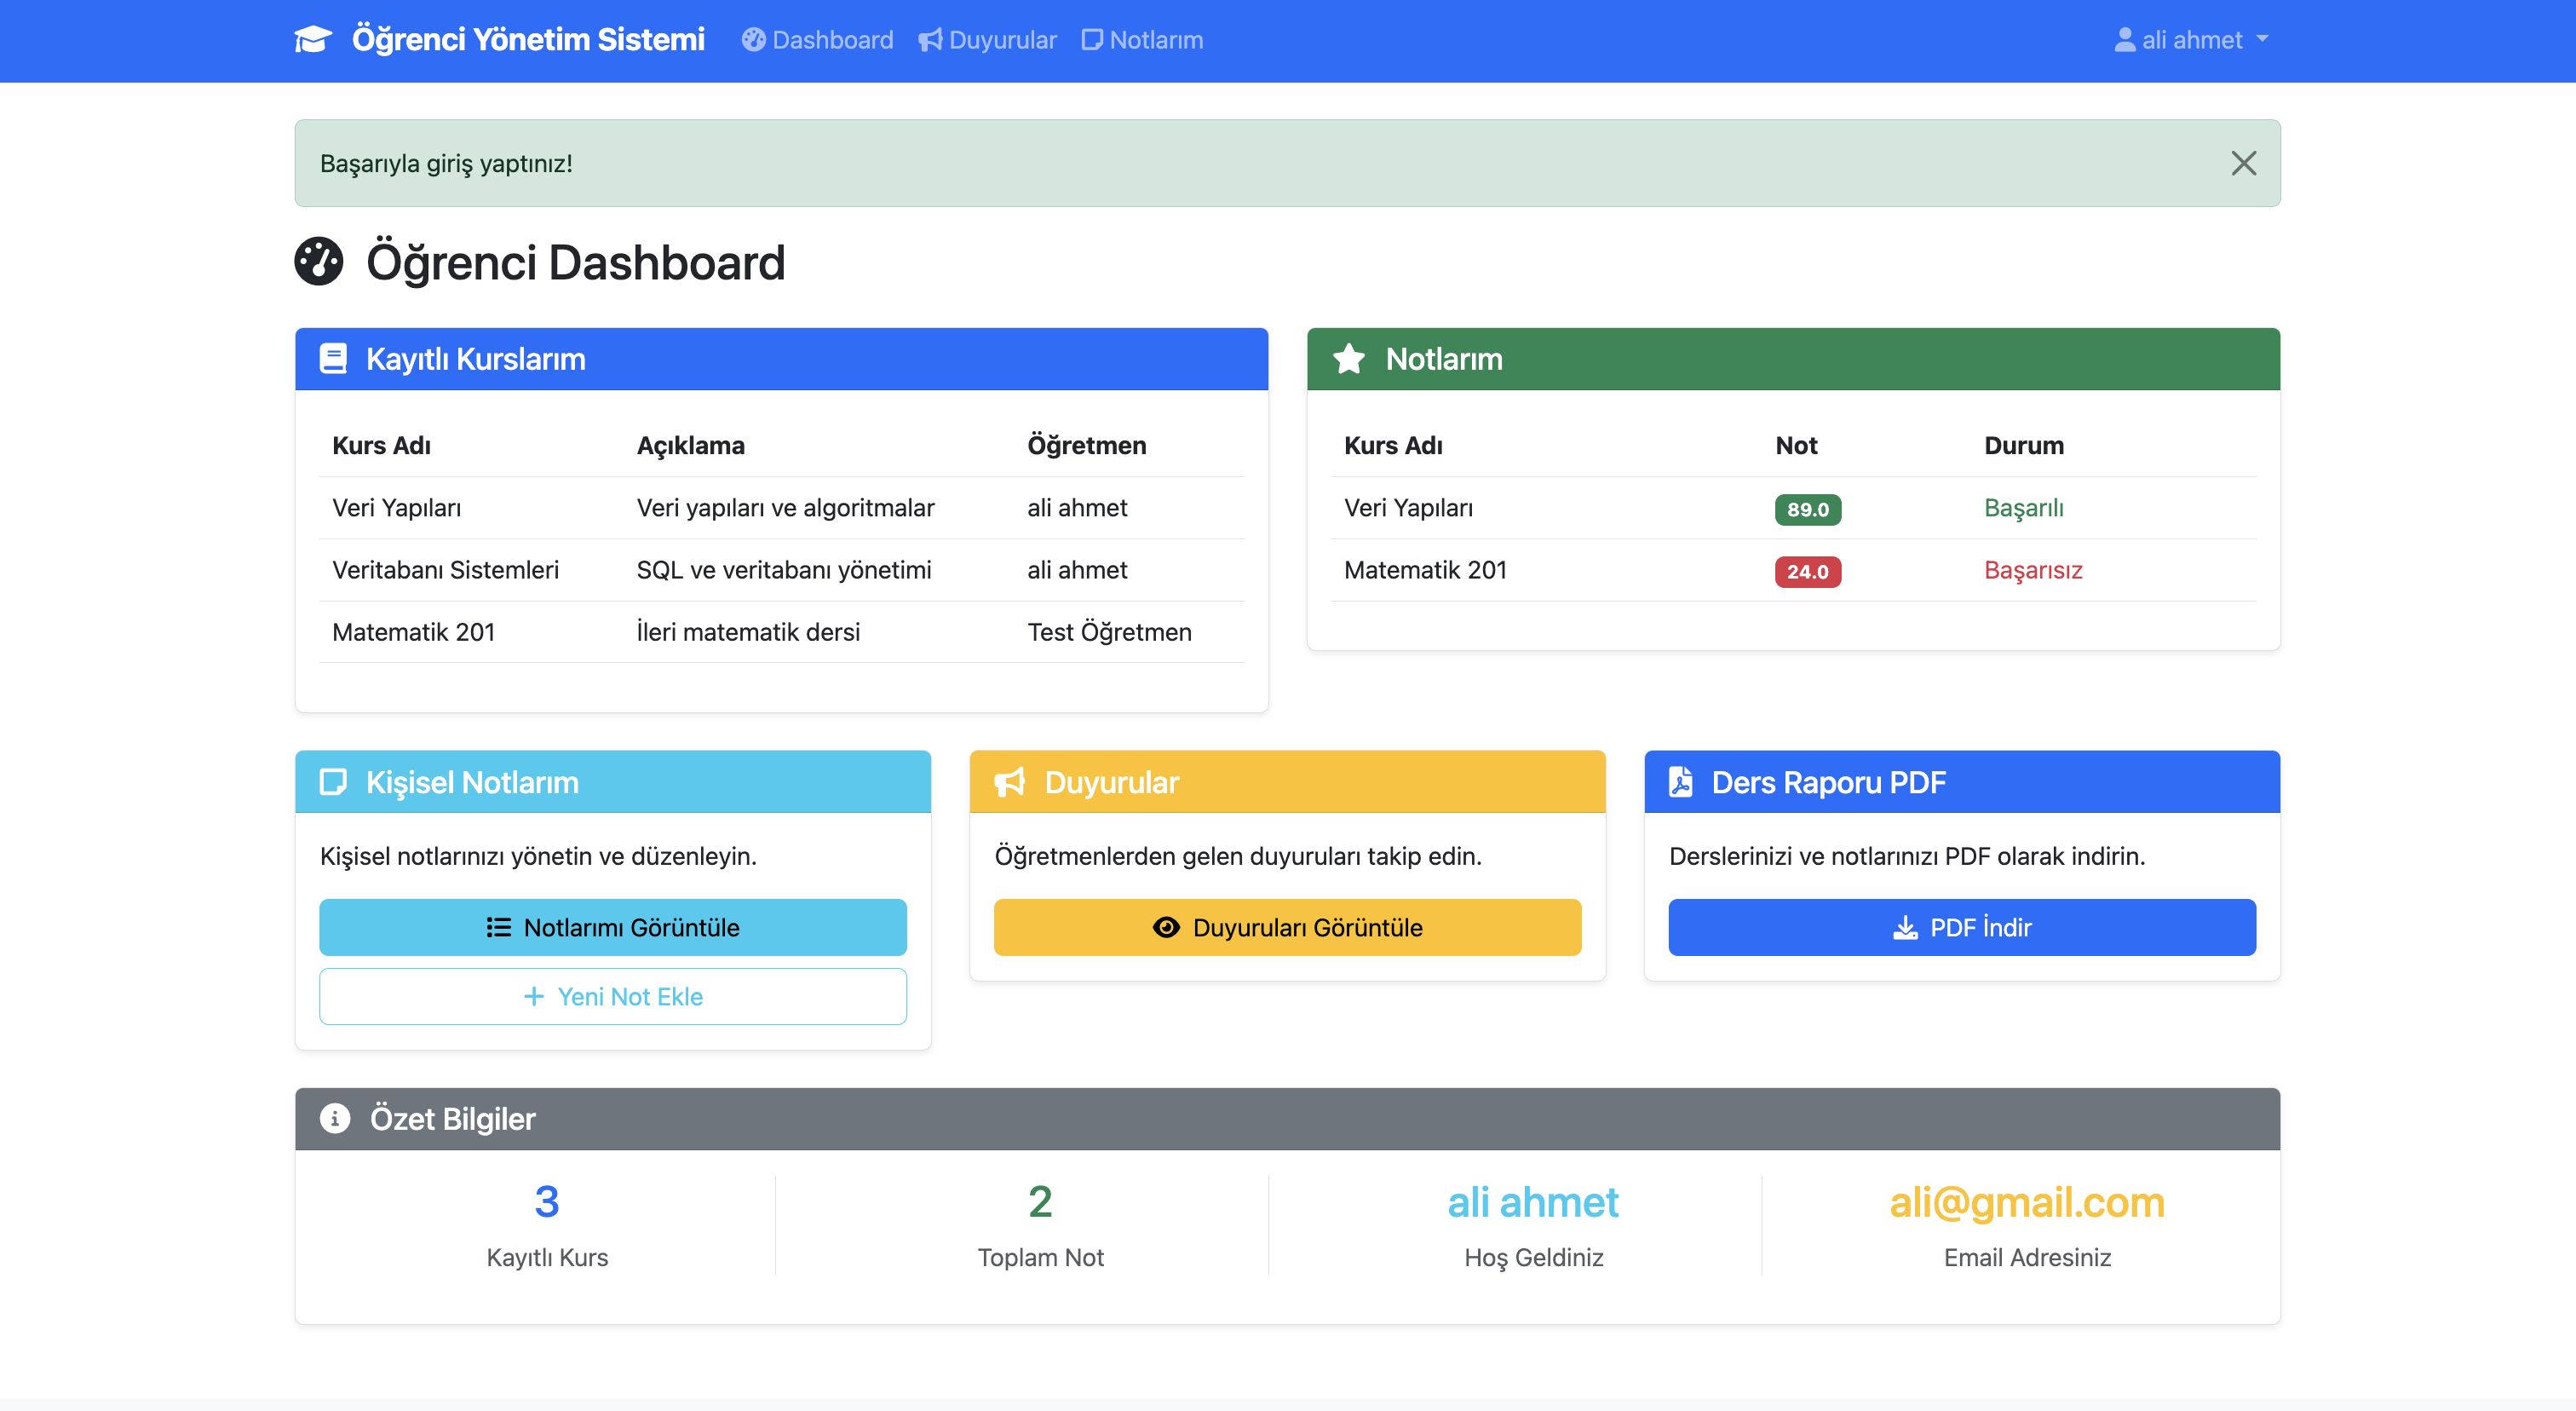 Öğrenci Yönetim Sistemi Dashboard Duyurular Notlarım ali ahmet
Başarıyla giriş yaptınız!
Öğrenci Dashboard
Kayıtlı Kurslarım
Kurs Adı Açıklama Öğretmen
Veri Yapıları Veri yapıları ve algoritmalar ali ahmet
Veritabanı Sistemleri SQL ve veritabanı yönetimi ali ahmet
Matematik 201 İleri matematik dersi Test Öğretmen
Notlarım
Kurs Adı Not Durum
Veri Yapıları 89.0 Başarılı
Matematik 201 24.0 Başarısız
Kişisel Notlarım
Kişisel notlarınızı yönetin ve düzenleyin.
Notlarımı Görüntüle
Yeni Not Ekle
Duyurular
Öğretmenlerden gelen duyuruları takip edin.
Duyuruları Görüntüle
Ders Raporu PDF
Derslerinizi ve notlarınızı PDF olarak indirin.
PDF İndir
Özet Bilgiler
3
Kayıtlı Kurs
2
Toplam Not
ali ahmet
Hoş Geldiniz
ali@gmail.com
Email Adresiniz